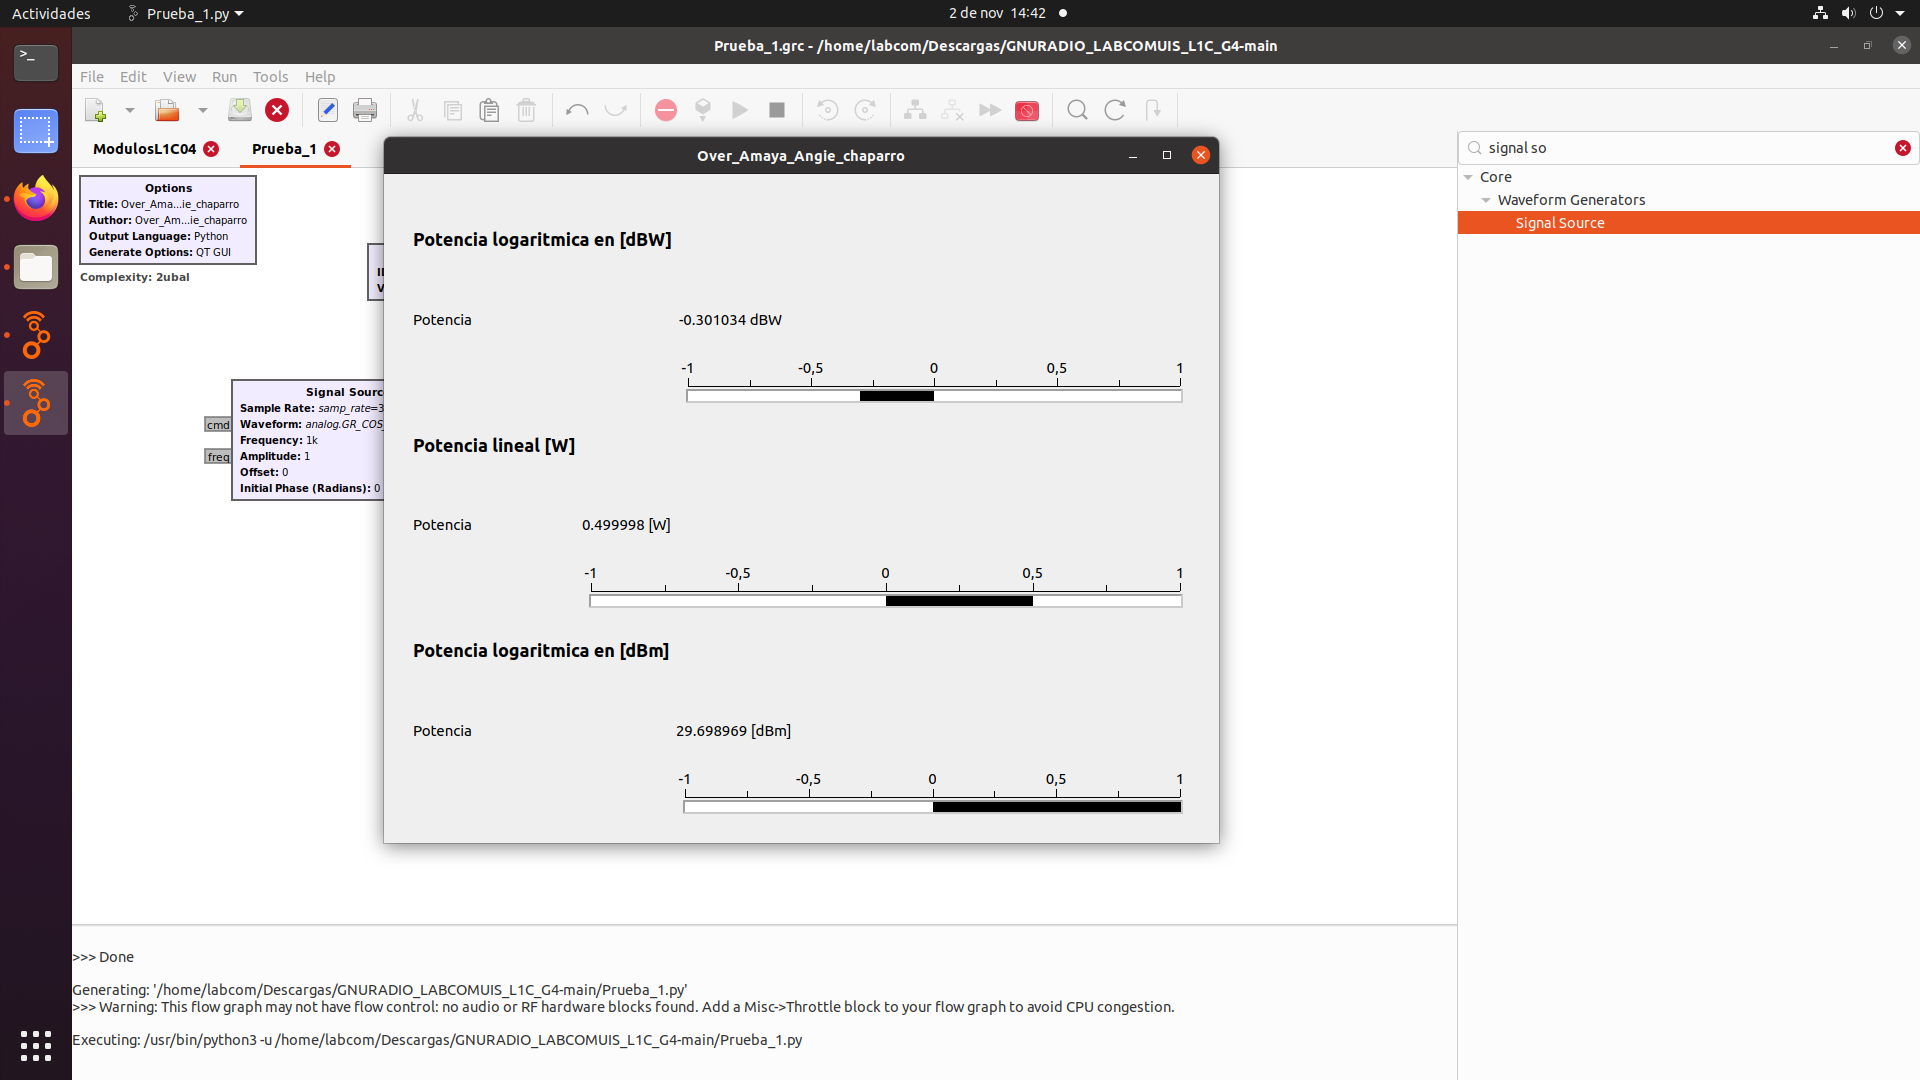 Actividades
Prueba_1.py
2 de nov 14:42
Prueba_1.grc - /home/labcom/Descargas/GNURADIO_LABCOMUIS_L1C_G4-main
File Edit View Run Tools Help
ModulosL1C04
Prueba_1
Options
Title: Over_Ama...ie_chaparro
Author: Over_Am...ie_chaparro
Output Language: Python
Generate Options: QT GUI
Complexity: 2ubal
Signal Sourc
Sample Rate: samp_rate=3
Waveform: analog.GR_COS_
Frequency: 1k
Amplitude: 1
Offset: 0
Initial Phase (Radians): 0
cmd
freq
Over_Amaya_Angie_chaparro
Potencia logaritmica en [dBW]
Potencia -0.301034 dBW
-1 -0,5 0 0,5 1
Potencia lineal [W]
Potencia 0.499998 [W]
-1 -0,5 0 0,5 1
Potencia logaritmica en [dBm]
Potencia 29.698969 [dBm]
-1 -0,5 0 0,5 1
signal so
Core
Waveform Generators
Signal Source
>>> Done
Generating: '/home/labcom/Descargas/GNURADIO_LABCOMUIS_L1C_G4-main/Prueba_1.py'
>>> Warning: This flow graph may not have flow control: no audio or RF hardware blocks found. Add a Misc->Throttle block to your flow graph to avoid CPU congestion.
Executing: /usr/bin/python3 -u /home/labcom/Descargas/GNURADIO_LABCOMUIS_L1C_G4-main/Prueba_1.py